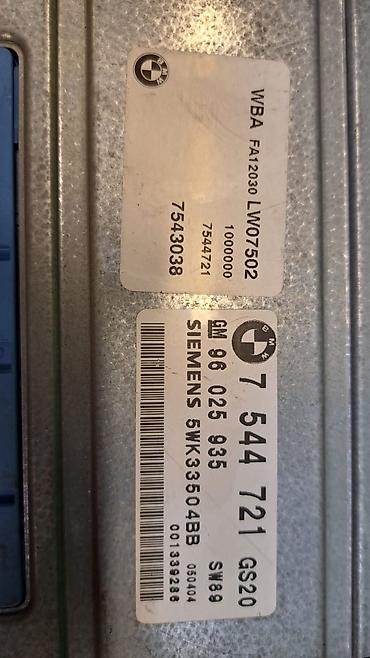 WBA FA12030 LW07502
1000000
7544721
7543038
BMW
7 544 721 GS20
GM 96 025 935 SW89
SIEMENS 5WK33504BB 050404
001339286